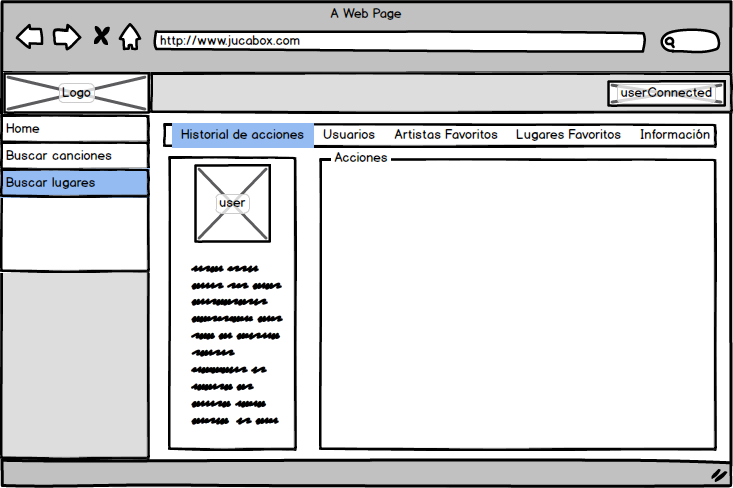 A Web Page
http://www.jucabox.com
Logo
userConnected
Home
Buscar canciones
Buscar lugares
Historial de acciones
Usuarios
Artistas Favoritos
Lugares Favoritos
Información
user
Acciones